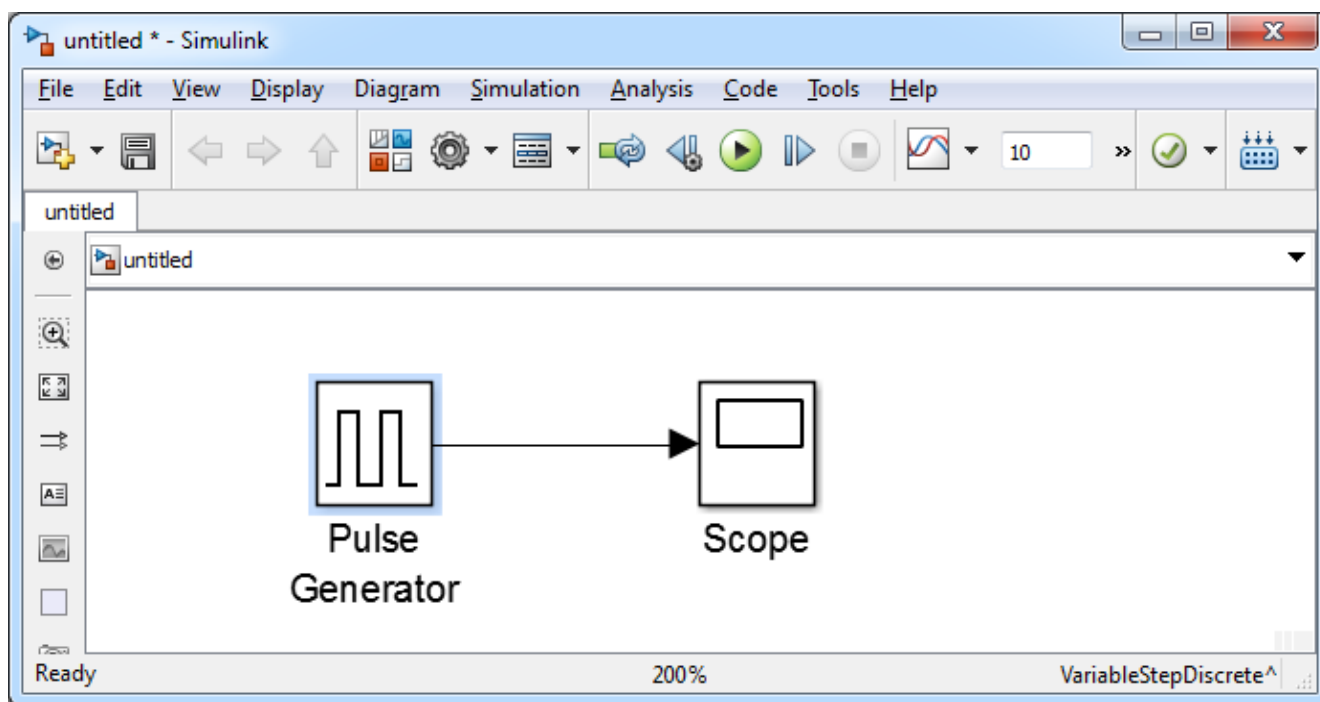 untitled * - Simulink
File Edit View Display Diagram Simulation Analysis Code Tools Help
10 »
untitled
untitled
A
Pulse
Generator
Scope
Ready 200% VariableStepDiscrete^